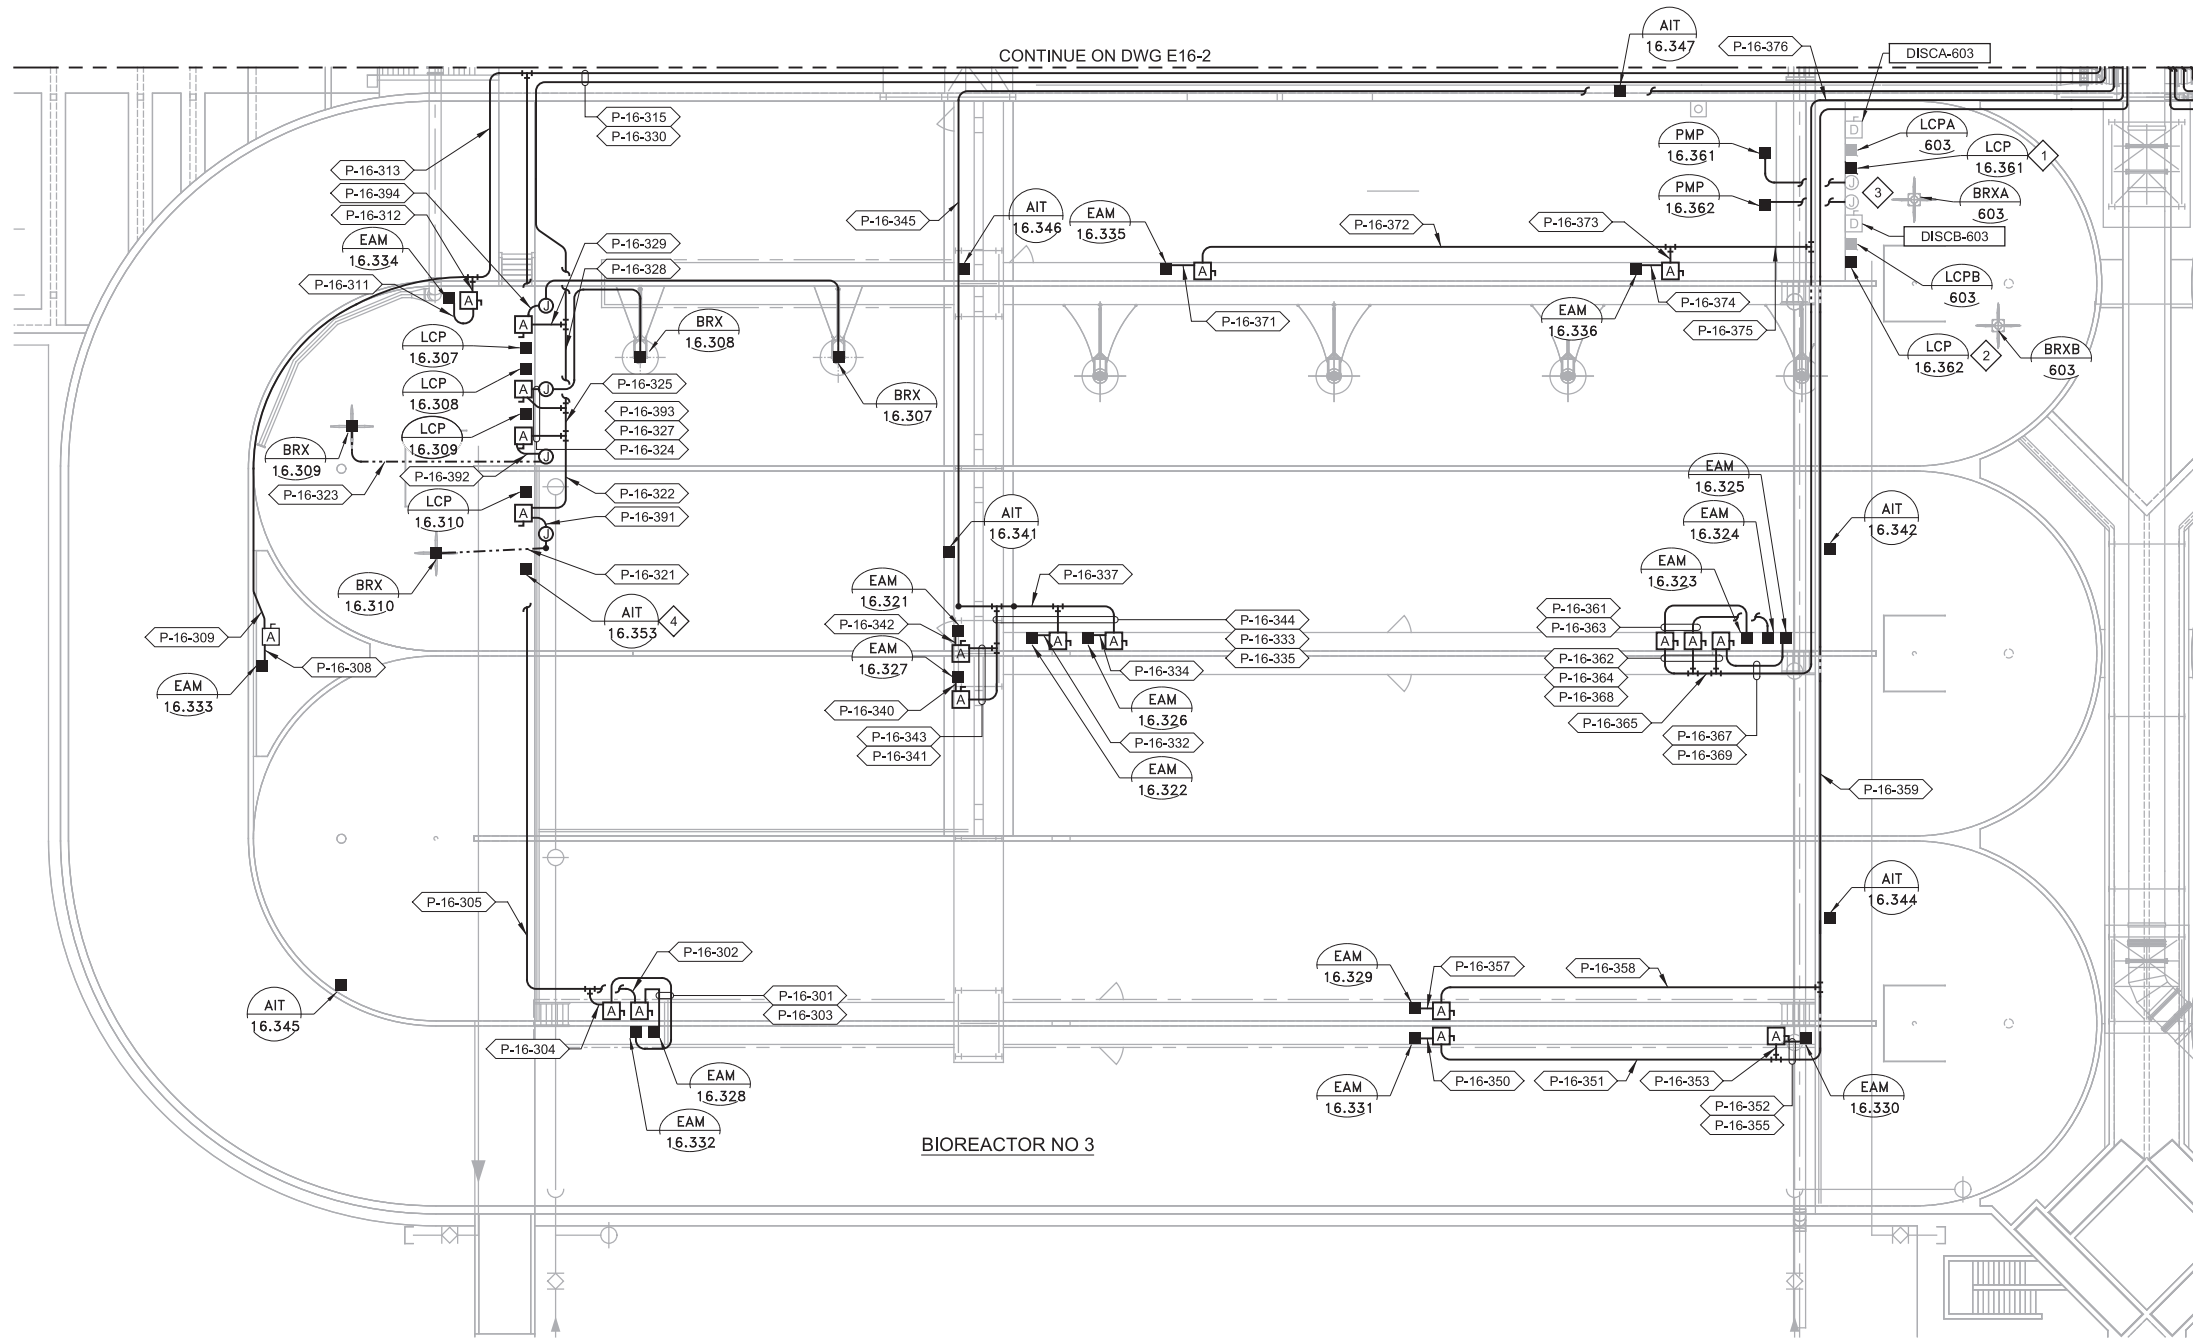 CONTINUE ON DWG E16-2
AIT
16.347
P-16-376
DISCA-603
P-16-315
P-16-330
P-16-313
P-16-394
P-16-312
EAM
16.334
P-16-311
A
P-16-345
AIT
16.346
EAM
16.335
P-16-372
P-16-373
PMP
16.361
PMP
16.362
D
LCPA
603
LCP
16.361
1
J
J
3
BRXA
603
D
DISCB-603
LCPB
603
BRXB
603
LCP
16.362
2
P-16-329
P-16-328
J
A
A
A
P-16-371
EAM
16.336
P-16-374
P-16-375
LCP
16.307
BRX
16.308
LCP
16.308
A
J
P-16-325
BRX
16.307
P-16-393
P-16-327
P-16-324
LCP
16.309
A
J
BRX
16.309
P-16-392
P-16-323
P-16-322
LCP
16.310
A
P-16-391
J
BRX
16.310
P-16-321
AIT
16.353
4
AIT
16.341
EAM
16.325
EAM
16.324
AIT
16.342
EAM
16.323
EAM
16.321
P-16-337
P-16-342
P-16-344
P-16-333
P-16-335
P-16-361
P-16-363
A
A
A
A
A
A
EAM
16.327
P-16-334
P-16-362
P-16-364
P-16-368
P-16-340
A
EAM
16.326
P-16-365
P-16-343
P-16-341
P-16-332
P-16-367
P-16-369
EAM
16.322
P-16-359
P-16-309
A
P-16-308
EAM
16.333
AIT
16.344
P-16-305
P-16-302
EAM
16.329
P-16-357
P-16-358
AIT
16.345
P-16-301
P-16-303
A
A
A
P-16-304
A
A
EAM
16.328
EAM
16.331
P-16-350
P-16-351
P-16-353
EAM
16.330
P-16-352
P-16-355
EAM
16.332
BIOREACTOR NO 3